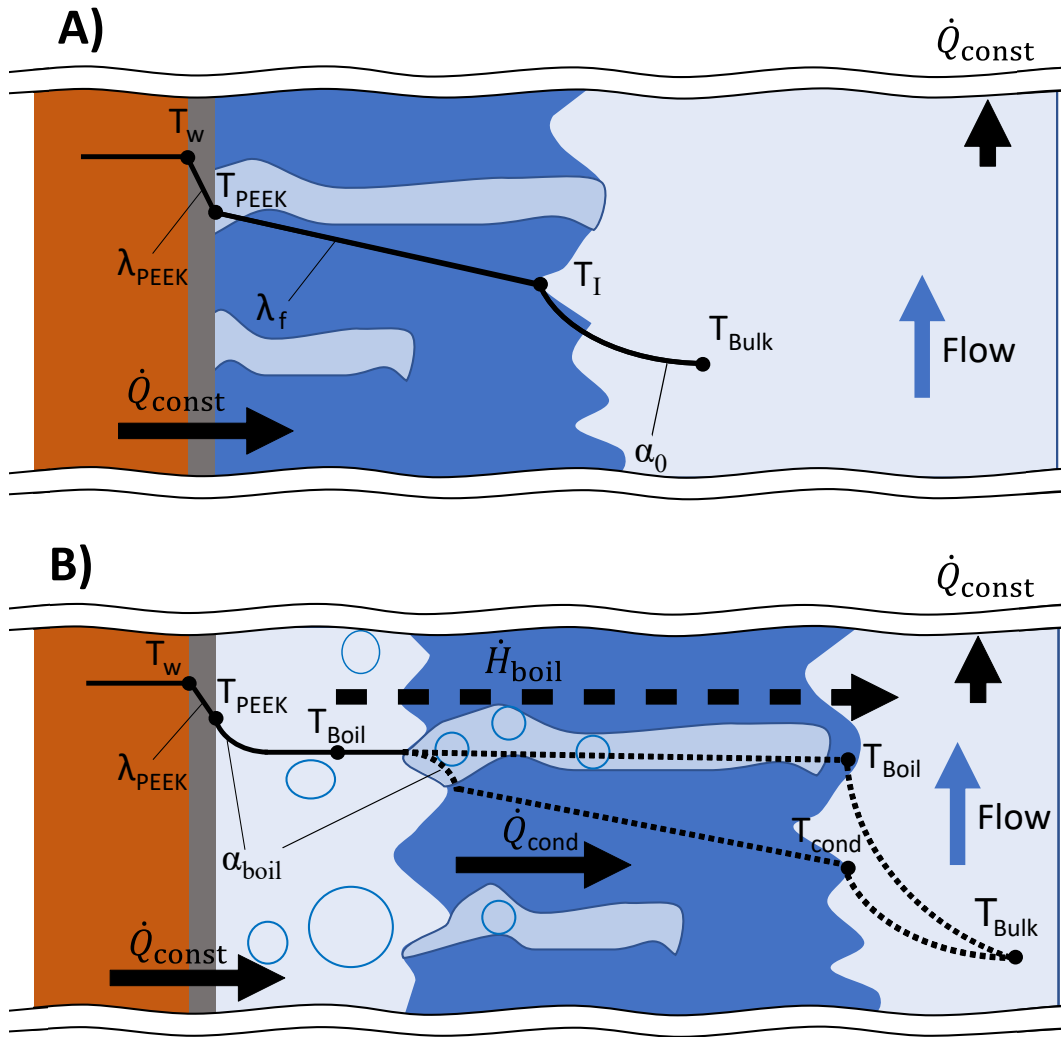 A)
Q̇const
Tw
TPEEK
λPEEK
λf
TI
TBulk
Flow
Q̇const
α0
B)
Q̇const
Tw
Ḣboil
TPEEK
TBoil
λPEEK
TBoil
Tcond
Flow
Q̇cond
αboil
TBulk
Q̇const